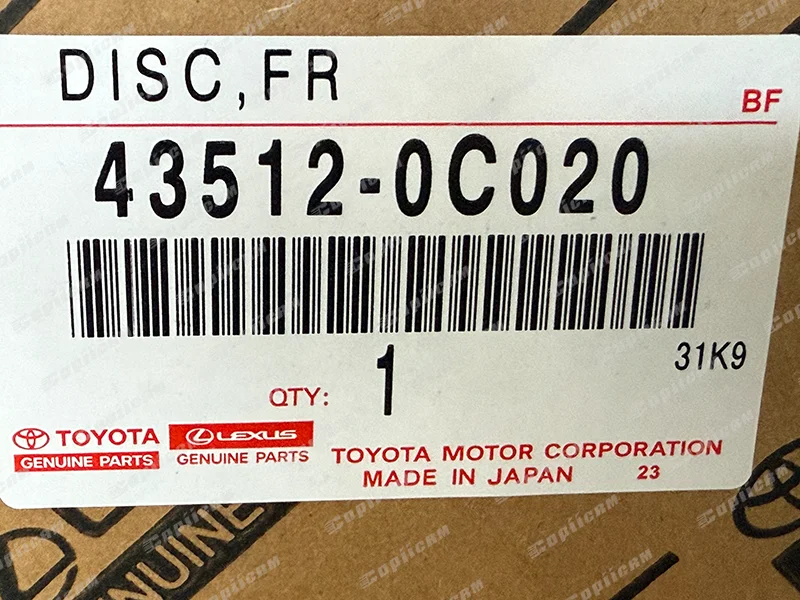 DISC,FR
BF
43512-0C020
31K9
QTY: 1
TOYOTA
GENUINE PARTS
LEXUS
GENUINE PARTS
TOYOTA MOTOR CORPORATION
MADE IN JAPAN 23
GENUINE